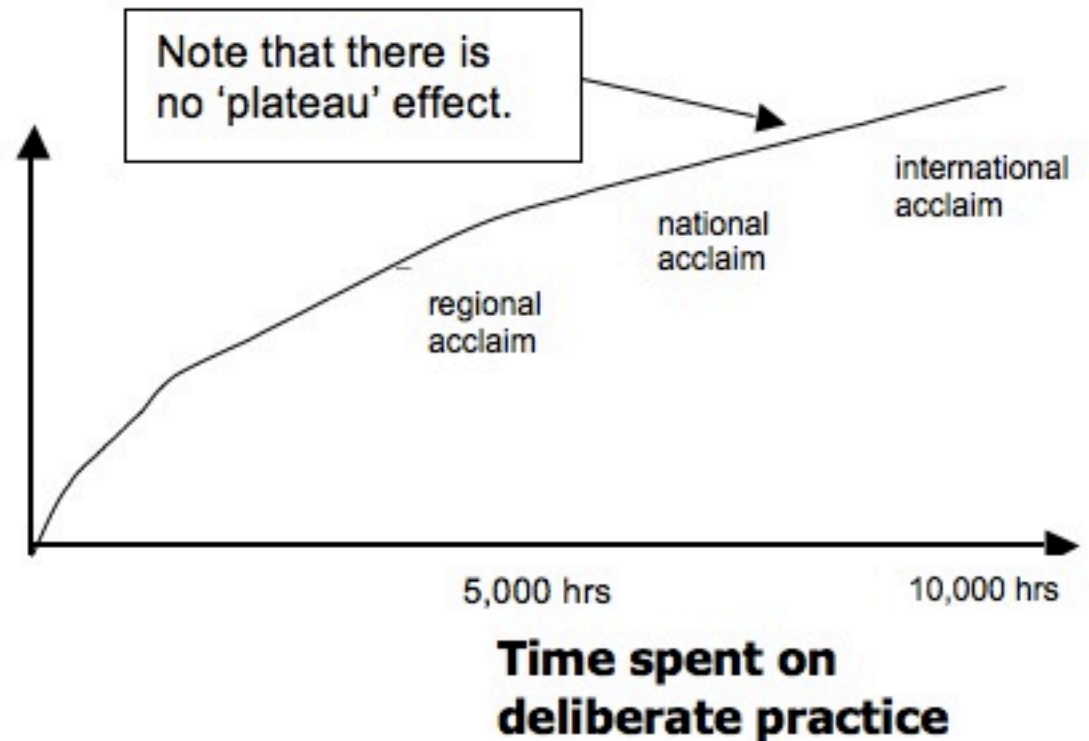 Note that there is
no ‘plateau’ effect.
international
acclaim
national
acclaim
regional
acclaim
5,000 hrs
10,000 hrs
Time spent on
deliberate practice